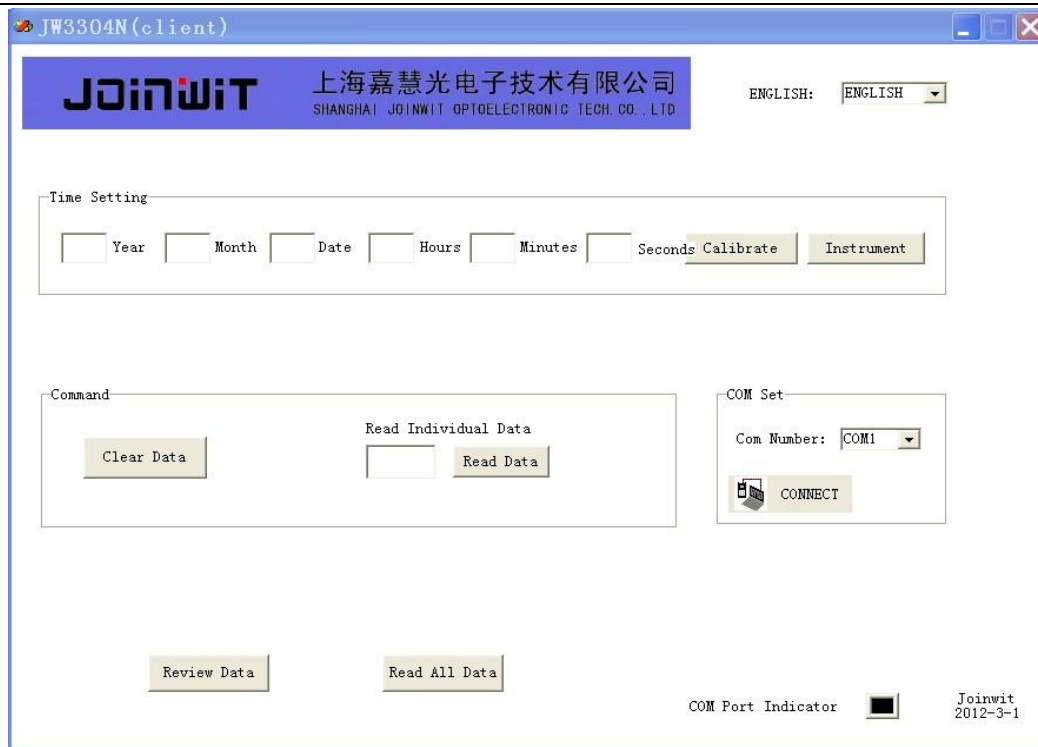 JW3304N(client)
JOINWIT
上海嘉慧光电子技术有限公司
SHANGHAI JOINWIT OPTOELECTRONIC TECH. CO., LTD
ENGLISH: ENGLISH
Time Setting
Year Month Date Hours Minutes Seconds Calibrate Instrument
Command
COM Set
Read Individual Data
Clear Data
Read Data
Com Number: COM1
CONNECT
Review Data
Read All Data
COM Port Indicator
Joinwit
2012-3-1